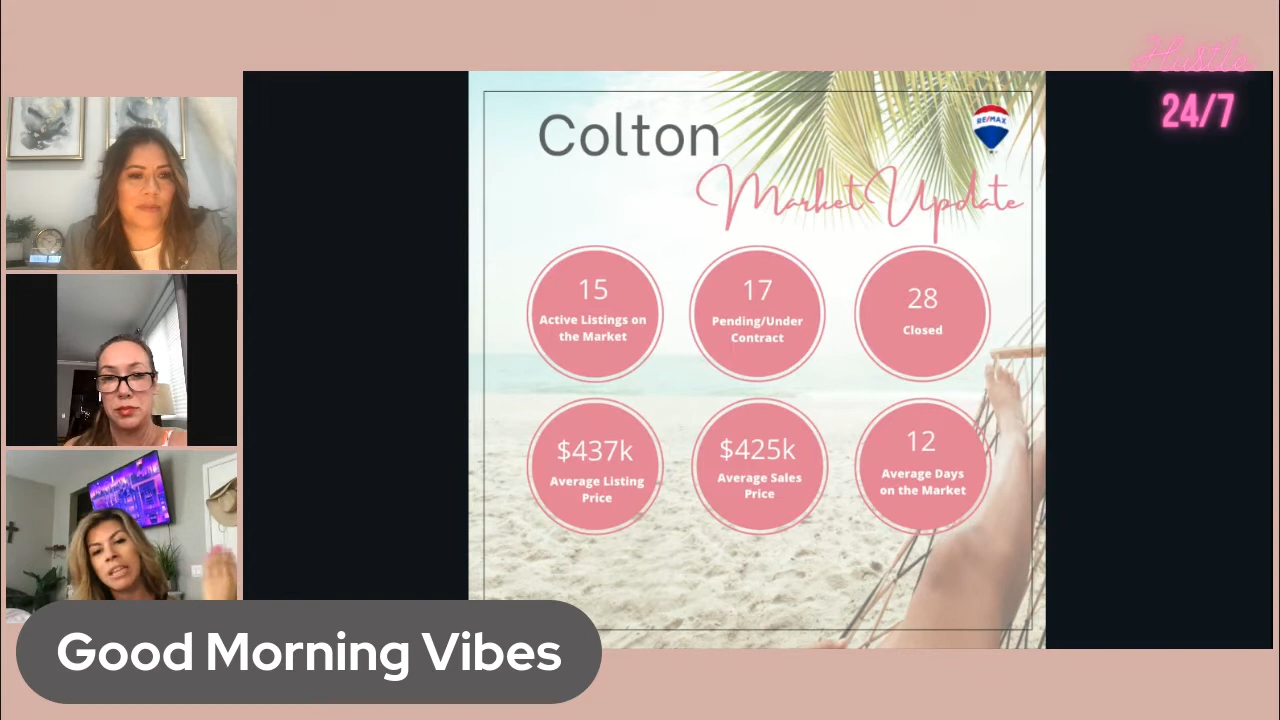 Hustle
24/7
Colton
RE/MAX
Market Update
15
Active Listings on
the Market
17
Pending/Under
Contract
28
Closed
$437k
Average Listing
Price
$425k
Average Sales
Price
12
Average Days
on the Market
Good Morning Vibes